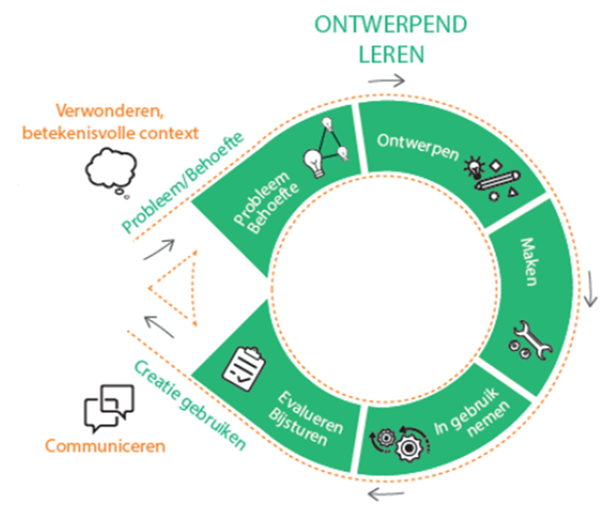 ONTWERPEND
LEREN
Verwonderen,
betekenisvolle context
Probleem/Behoefte
Probleem
Behoefte
Ontwerpen
Maken
In gebruik
nemen
Evalueren
Bijsturen
Creatie gebruiken
Communiceren